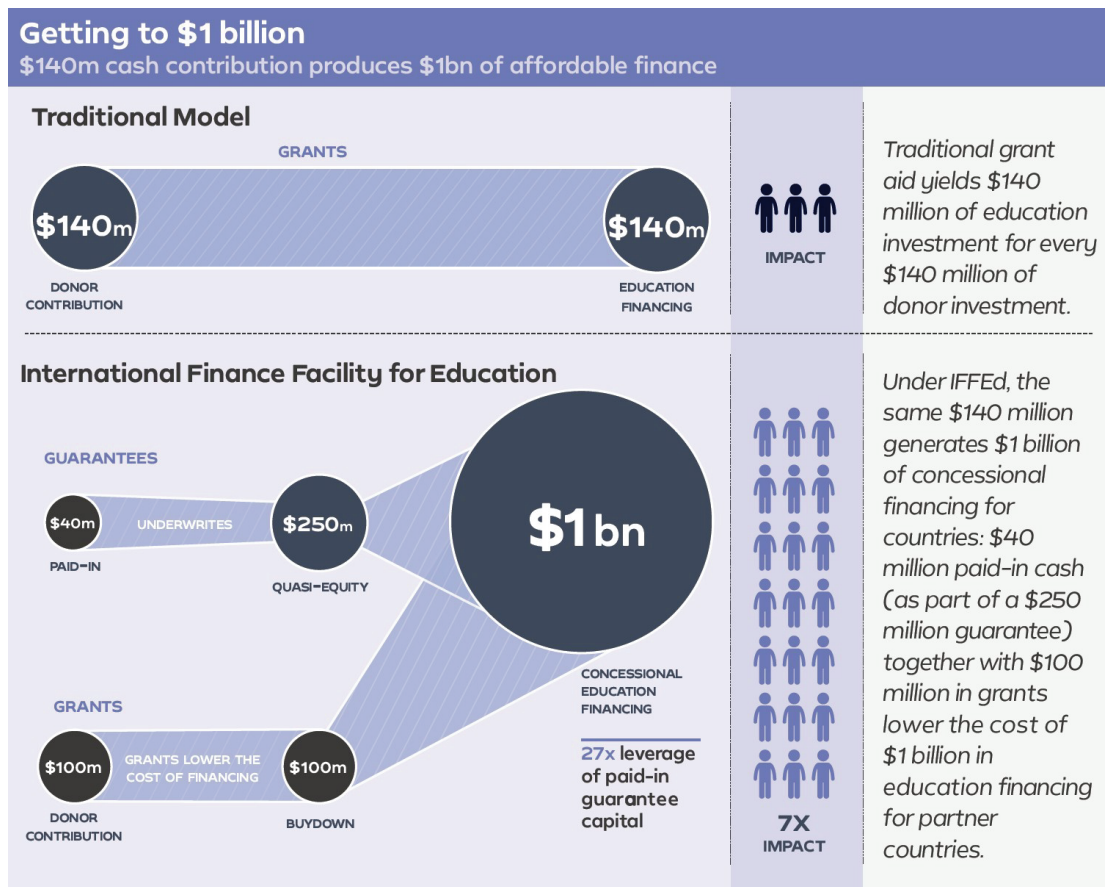 Getting to $1 billion
$140m cash contribution produces $1bn of affordable finance
Traditional Model
GRANTS
$140m
$140m
DONOR
CONTRIBUTION
EDUCATION
FINANCING
IMPACT
Traditional grant
aid yields $140
million of education
investment for every
$140 million of
donor investment.
International Finance Facility for Education
GUARANTEES
$40m
UNDERWRITES
$250m
$1bn
PAID-IN
QUASI-EQUITY
GRANTS
$100m
GRANTS LOWER THE
COST OF FINANCING
$100m
DONOR
CONTRIBUTION
BUYDOWN
CONCESSIONAL
EDUCATION
FINANCING
27x leverage
of paid-in
guarantee
capital
7X
IMPACT
Under IFFEd, the
same $140 million
generates $1 billion
of concessional
financing for
countries: $40
million paid-in cash
(as part of a $250
million guarantee)
together with $100
million in grants
lower the cost of
$1 billion in
education financing
for partner
countries.